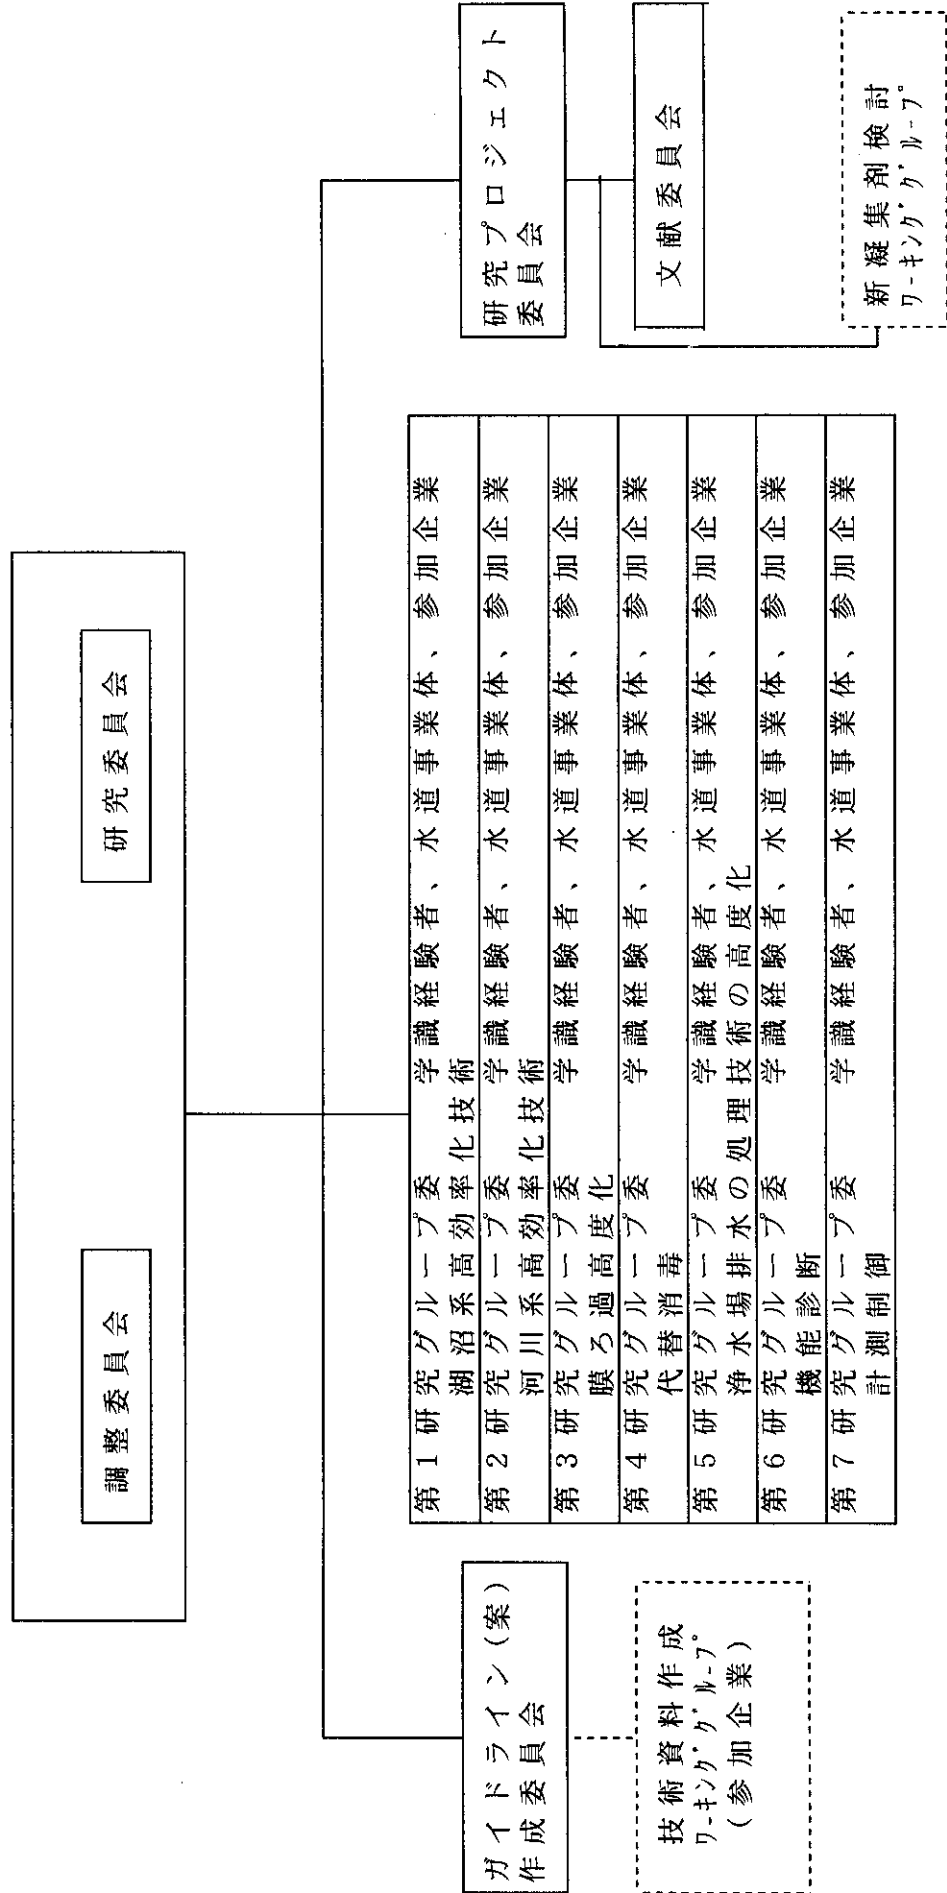 調整委員会
研究委員会
ガイドライン(案)
作成委員会
技術資料作成
ワーキンググループ
(参加企業)
第1研究グループ委 学識経験者、水道事業体、参加企業
湖沼系高効率化技術
第2研究グループ委 学識経験者、水道事業体、参加企業
河川系高効率化技術
第3研究グループ委 学識経験者、水道事業体、参加企業
膜ろ過高度化
第4研究グループ委 学識経験者、水道事業体、参加企業
代替消毒
第5研究グループ委 学識経験者、水道事業体、参加企業
浄水場排水の処理技術の高度化
第6研究グループ委 学識経験者、水道事業体、参加企業
機能診断
第7研究グループ委 学識経験者、水道事業体、参加企業
計測制御
研究プロジェクト
委員会
文献委員会
新凝集剤検討
ワーキンググループ